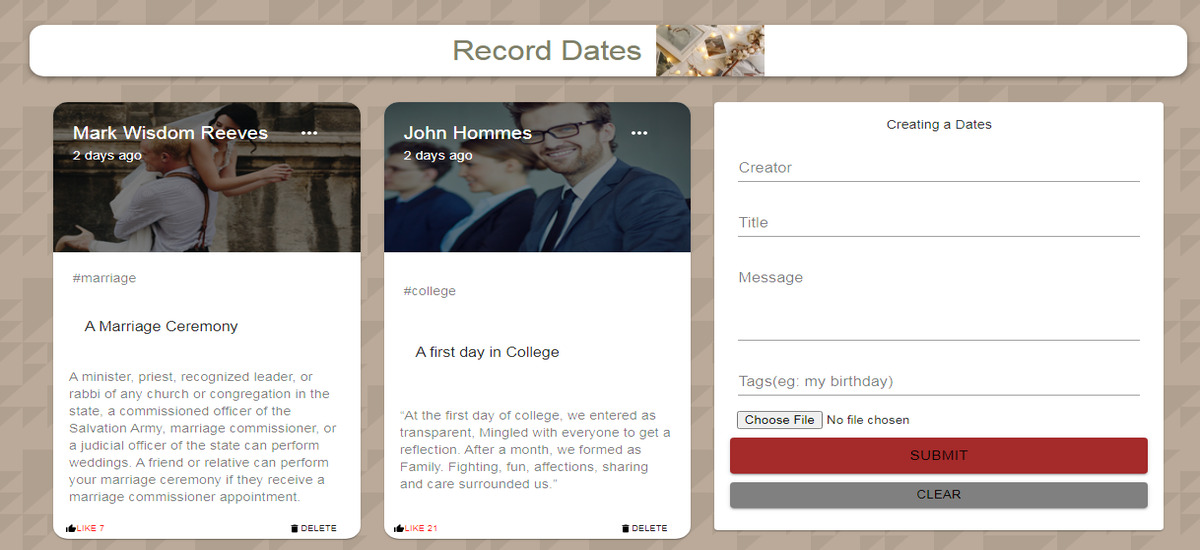 Record Dates
Mark Wisdom Reeves
2 days ago
#marriage
A Marriage Ceremony
A minister, priest, recognized leader, or
rabbi of any church or congregation in the
state, a commissioned officer of the
Salvation Army, marriage commissioner, or
a judicial officer of the state can perform
weddings. A friend or relative can perform
your marriage ceremony if they receive a
marriage commissioner appointment.
LIKE 7
DELETE
John Hommes
2 days ago
#college
A first day in College
“At the first day of college, we entered as
transparent, Mingled with everyone to get a
reflection. After a month, we formed as
Family. Fighting, fun, affections, sharing
and care surrounded us.”
LIKE 21
DELETE
Creating a Dates
Creator
Title
Message
Tags(eg: my birthday)
Choose File No file chosen
SUBMIT
CLEAR